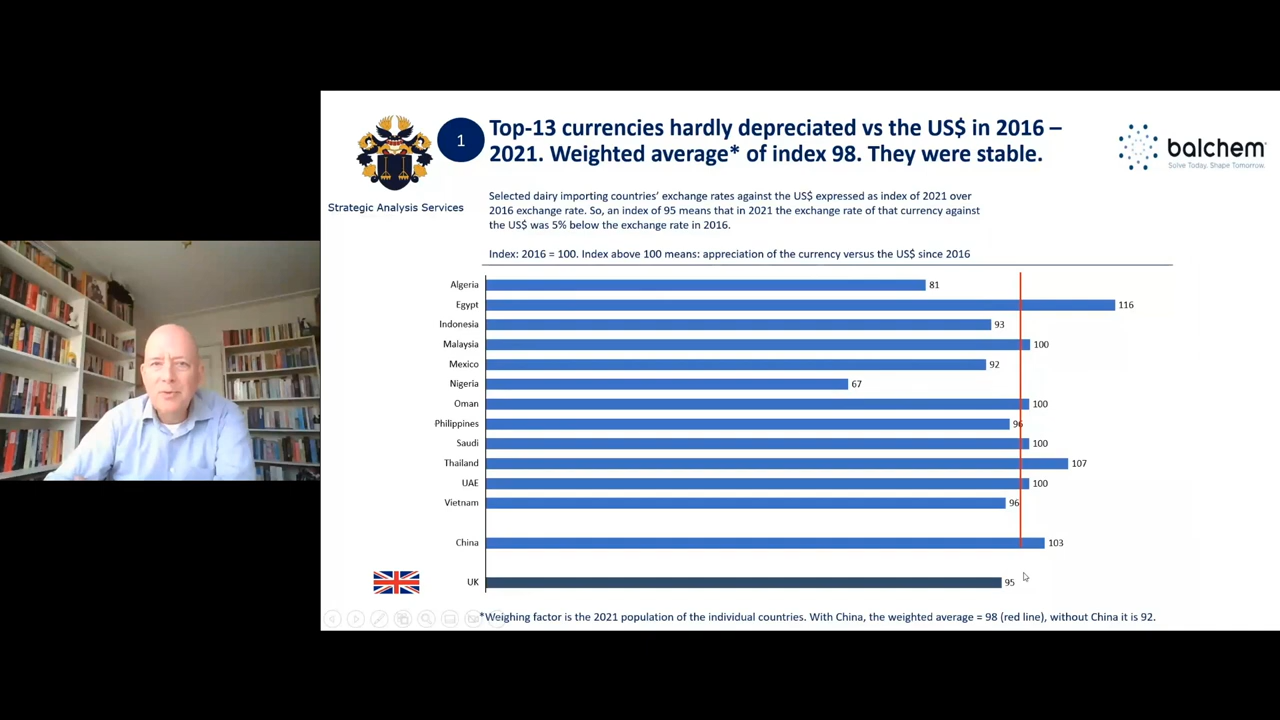 1
Top-13 currencies hardly depreciated vs the US$ in 2016 –
2021. Weighted average* of index 98. They were stable.
balchem
Solve Today. Shape Tomorrow.
Strategic Analysis Services
Selected dairy importing countries' exchange rates against the US$ expressed as index of 2021 over
2016 exchange rate. So, an index of 95 means that in 2021 the exchange rate of that currency against
the US$ was 5% below the exchange rate in 2016.
Index: 2016 = 100. Index above 100 means: appreciation of the currency versus the US$ since 2016
Algeria 81
Egypt 116
Indonesia 93
Malaysia 100
Mexico 92
Nigeria 67
Oman 100
Philippines 96
Saudi 100
Thailand 107
UAE 100
Vietnam 96
China 103
UK 95
*Weighing factor is the 2021 population of the individual countries. With China, the weighted average = 98 (red line), without China it is 92.